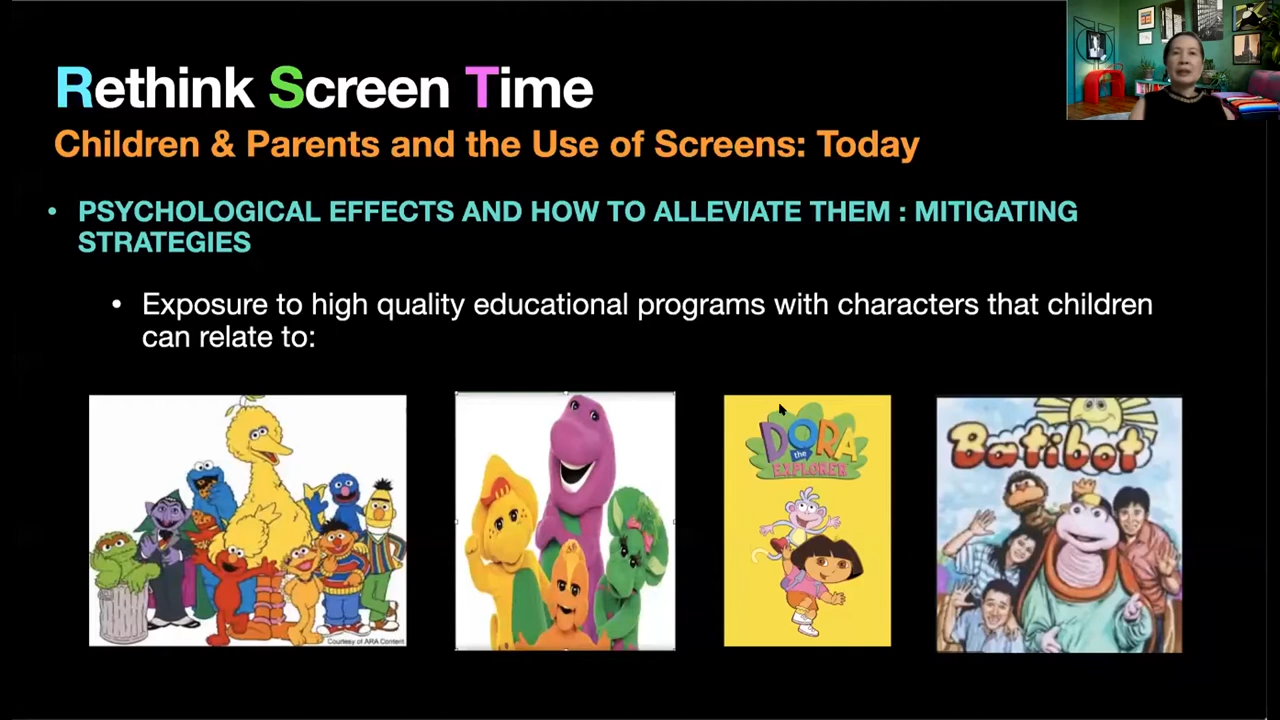 Rethink Screen Time
Children & Parents and the Use of Screens: Today
• PSYCHOLOGICAL EFFECTS AND HOW TO ALLEVIATE THEM : MITIGATING
STRATEGIES
• Exposure to high quality educational programs with characters that children
can relate to:
Courtesy of ARA Content
DORA
the
EXPLORER
Batibot